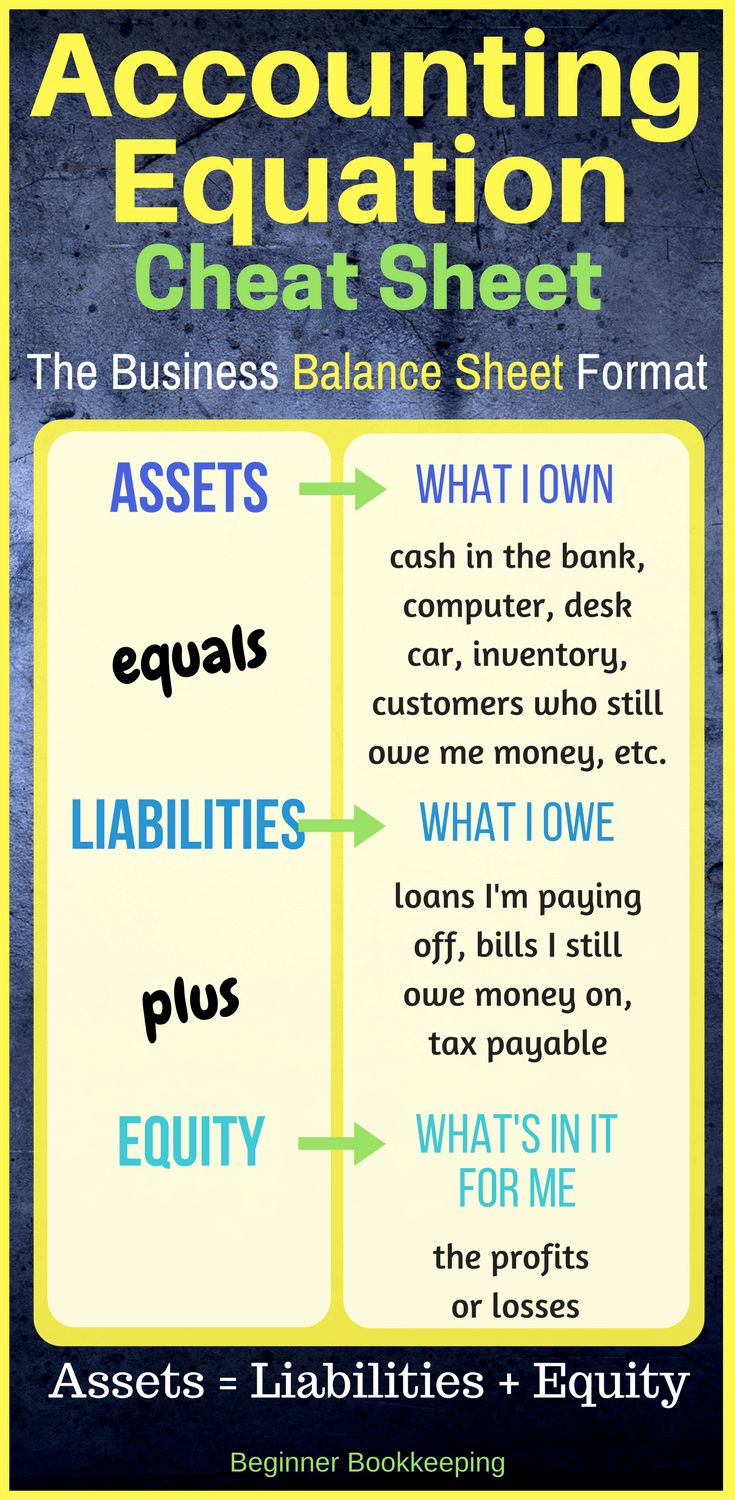 Accounting
Equation
Cheat Sheet
The Business Balance Sheet Format
ASSETS
WHAT I OWN
cash in the bank,
computer, desk
car, inventory,
customers who still
owe me money, etc.
equals
LIABILITIES
WHAT I OWE
loans I'm paying
off, bills I still
owe money on,
tax payable
plus
EQUITY
WHAT'S IN IT
FOR ME
the profits
or losses
Assets = Liabilities + Equity
Beginner Bookkeeping